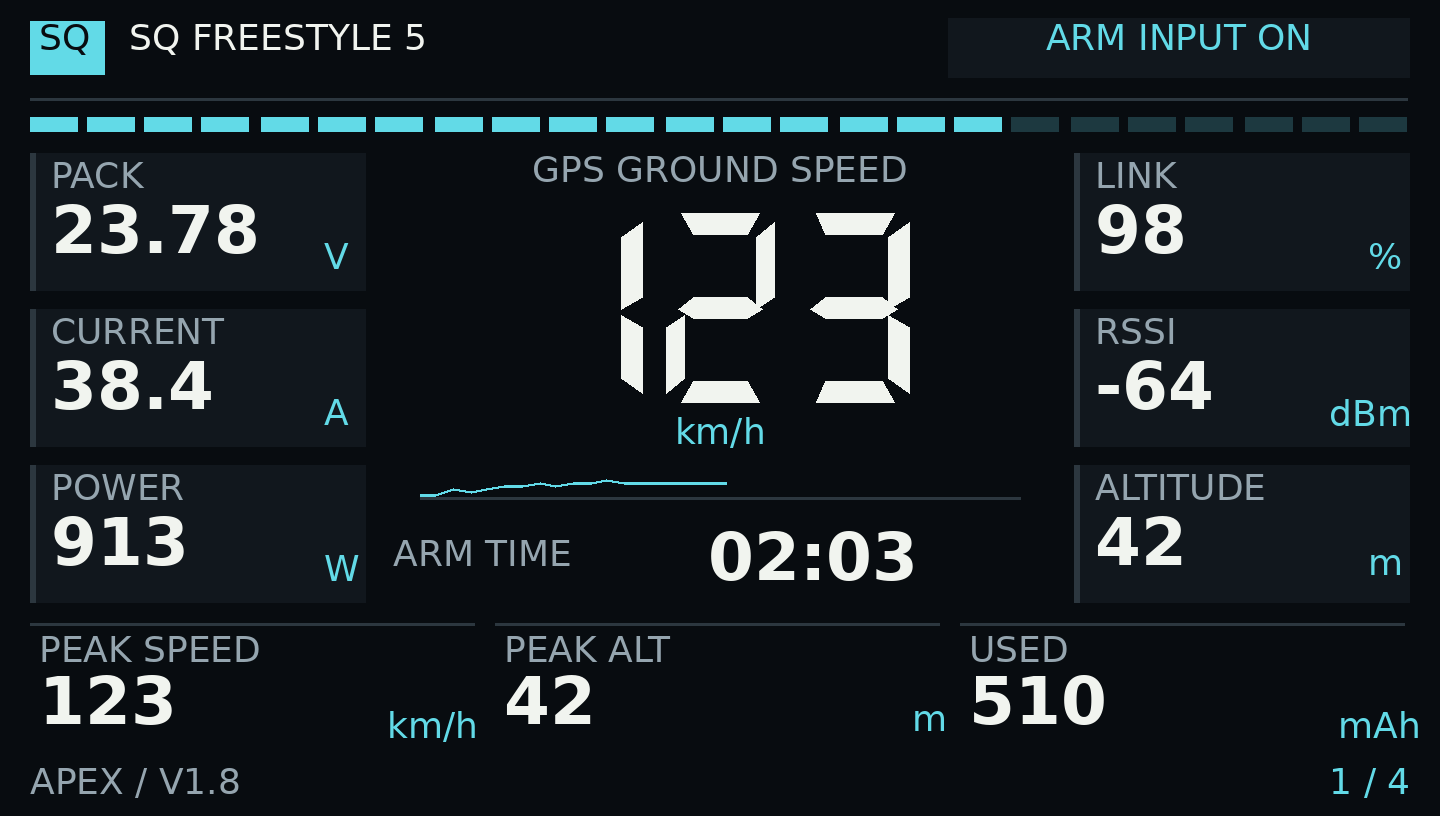 SQ SQ FREESTYLE 5 ARM INPUT ON
PACK
23.78 V
CURRENT
38.4 A
POWER
913 W
GPS GROUND SPEED
123
km/h
ARM TIME 02:03
LINK
98 %
RSSI
-64 dBm
ALTITUDE
42 m
PEAK SPEED
123 km/h
PEAK ALT
42 m
USED
510 mAh
APEX / V1.8 1 / 4